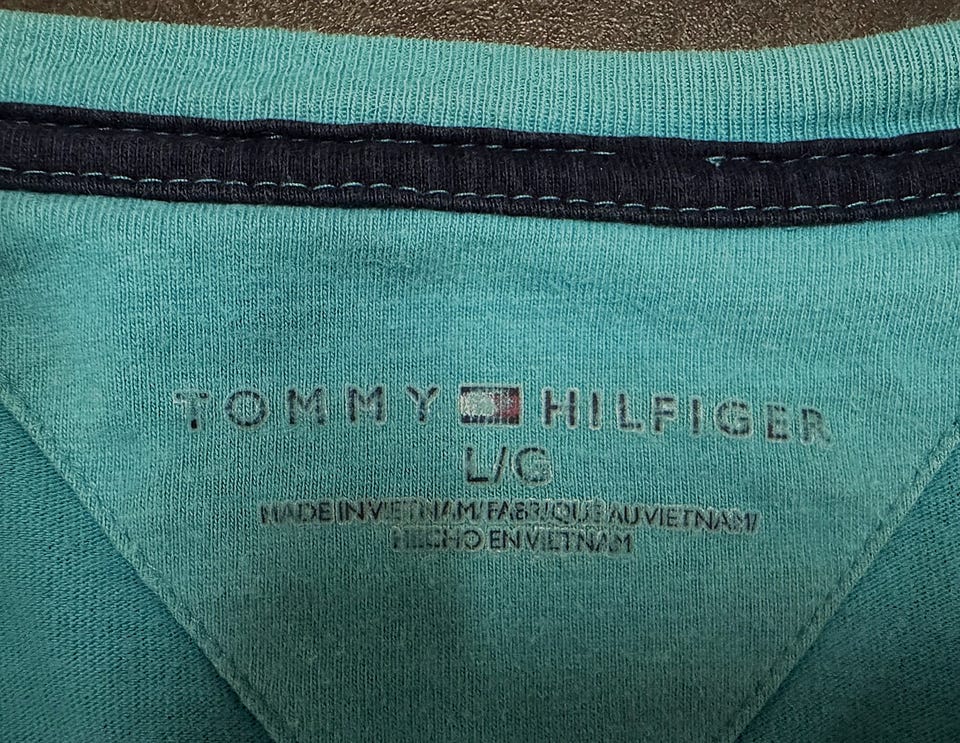 TOMMY HILFIGER
L/G
MADE IN VIETNAM/FABRIQUÉ AU VIETNAM/
HECHO EN VIETNAM